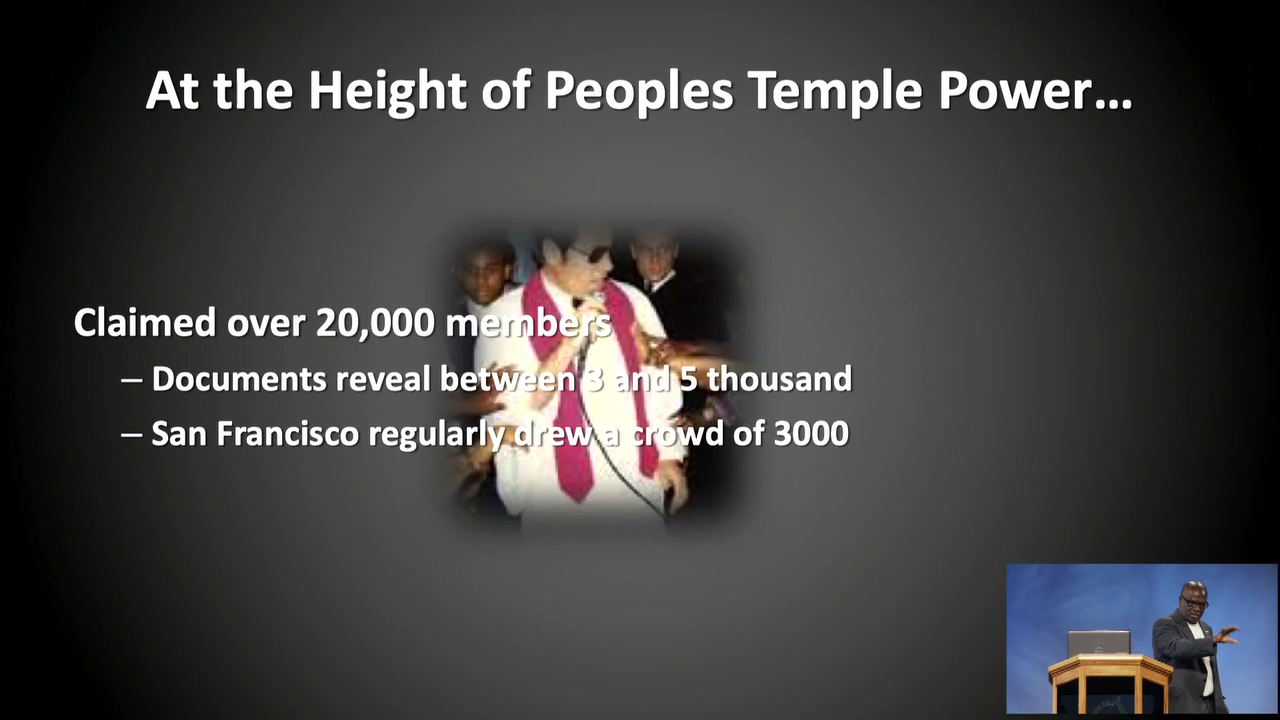 At the Height of Peoples Temple Power…
Claimed over 20,000 members
– Documents reveal between 3 and 5 thousand
– San Francisco regularly drew a crowd of 3000